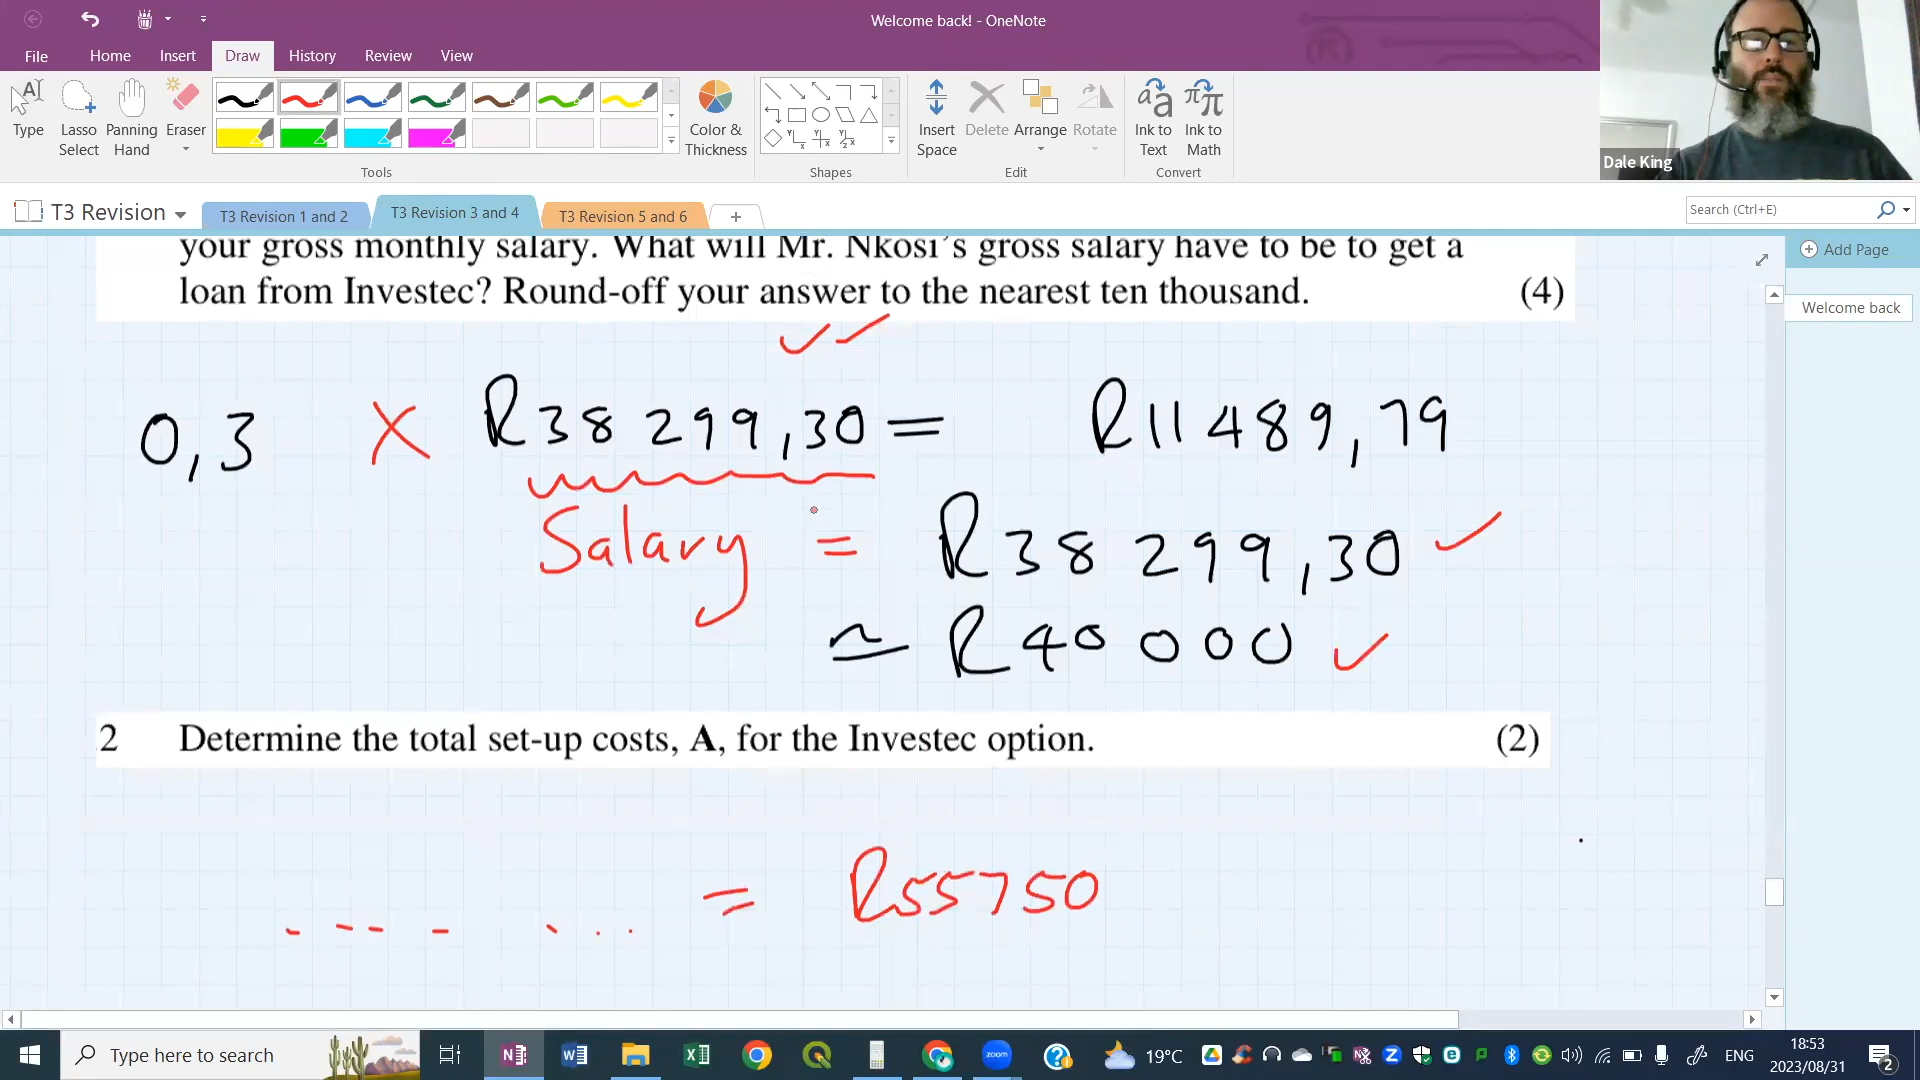 Welcome back! - OneNote
File Home Insert Draw History Review View
Type Lasso Select Panning Hand Eraser Color & Thickness Insert Space Delete Arrange Rotate Ink to Text Ink to Math
Tools Shapes Edit Convert
Dale King
T3 Revision T3 Revision 1 and 2 T3 Revision 3 and 4 T3 Revision 5 and 6 + Search (Ctrl+E)
Add Page
Welcome back
your gross monthly salary. What will Mr. Nkosi's gross salary have to be to get a
loan from Investec? Round-off your answer to the nearest ten thousand. (4)
0,3 X R38 299,30 = R11 489,79
Salary = R38 299,30
≃ R40 000
2 Determine the total set-up costs, A, for the Investec option. (2)
= R55750
Type here to search 19°C ENG 18:53
2023/08/31 2